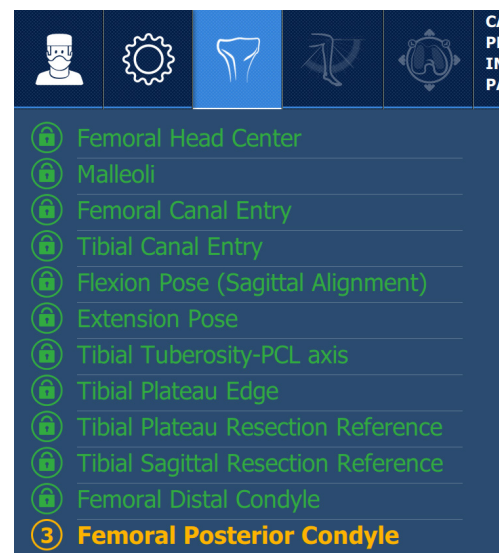 Femoral Head Center
Malleoli
Femoral Canal Entry
Tibial Canal Entry
Flexion Pose (Sagittal Alignment)
Extension Pose
Tibial Tuberosity-PCL axis
Tibial Plateau Edge
Tibial Plateau Resection Reference
Tibial Sagittal Resection Reference
Femoral Distal Condyle
3 Femoral Posterior Condyle